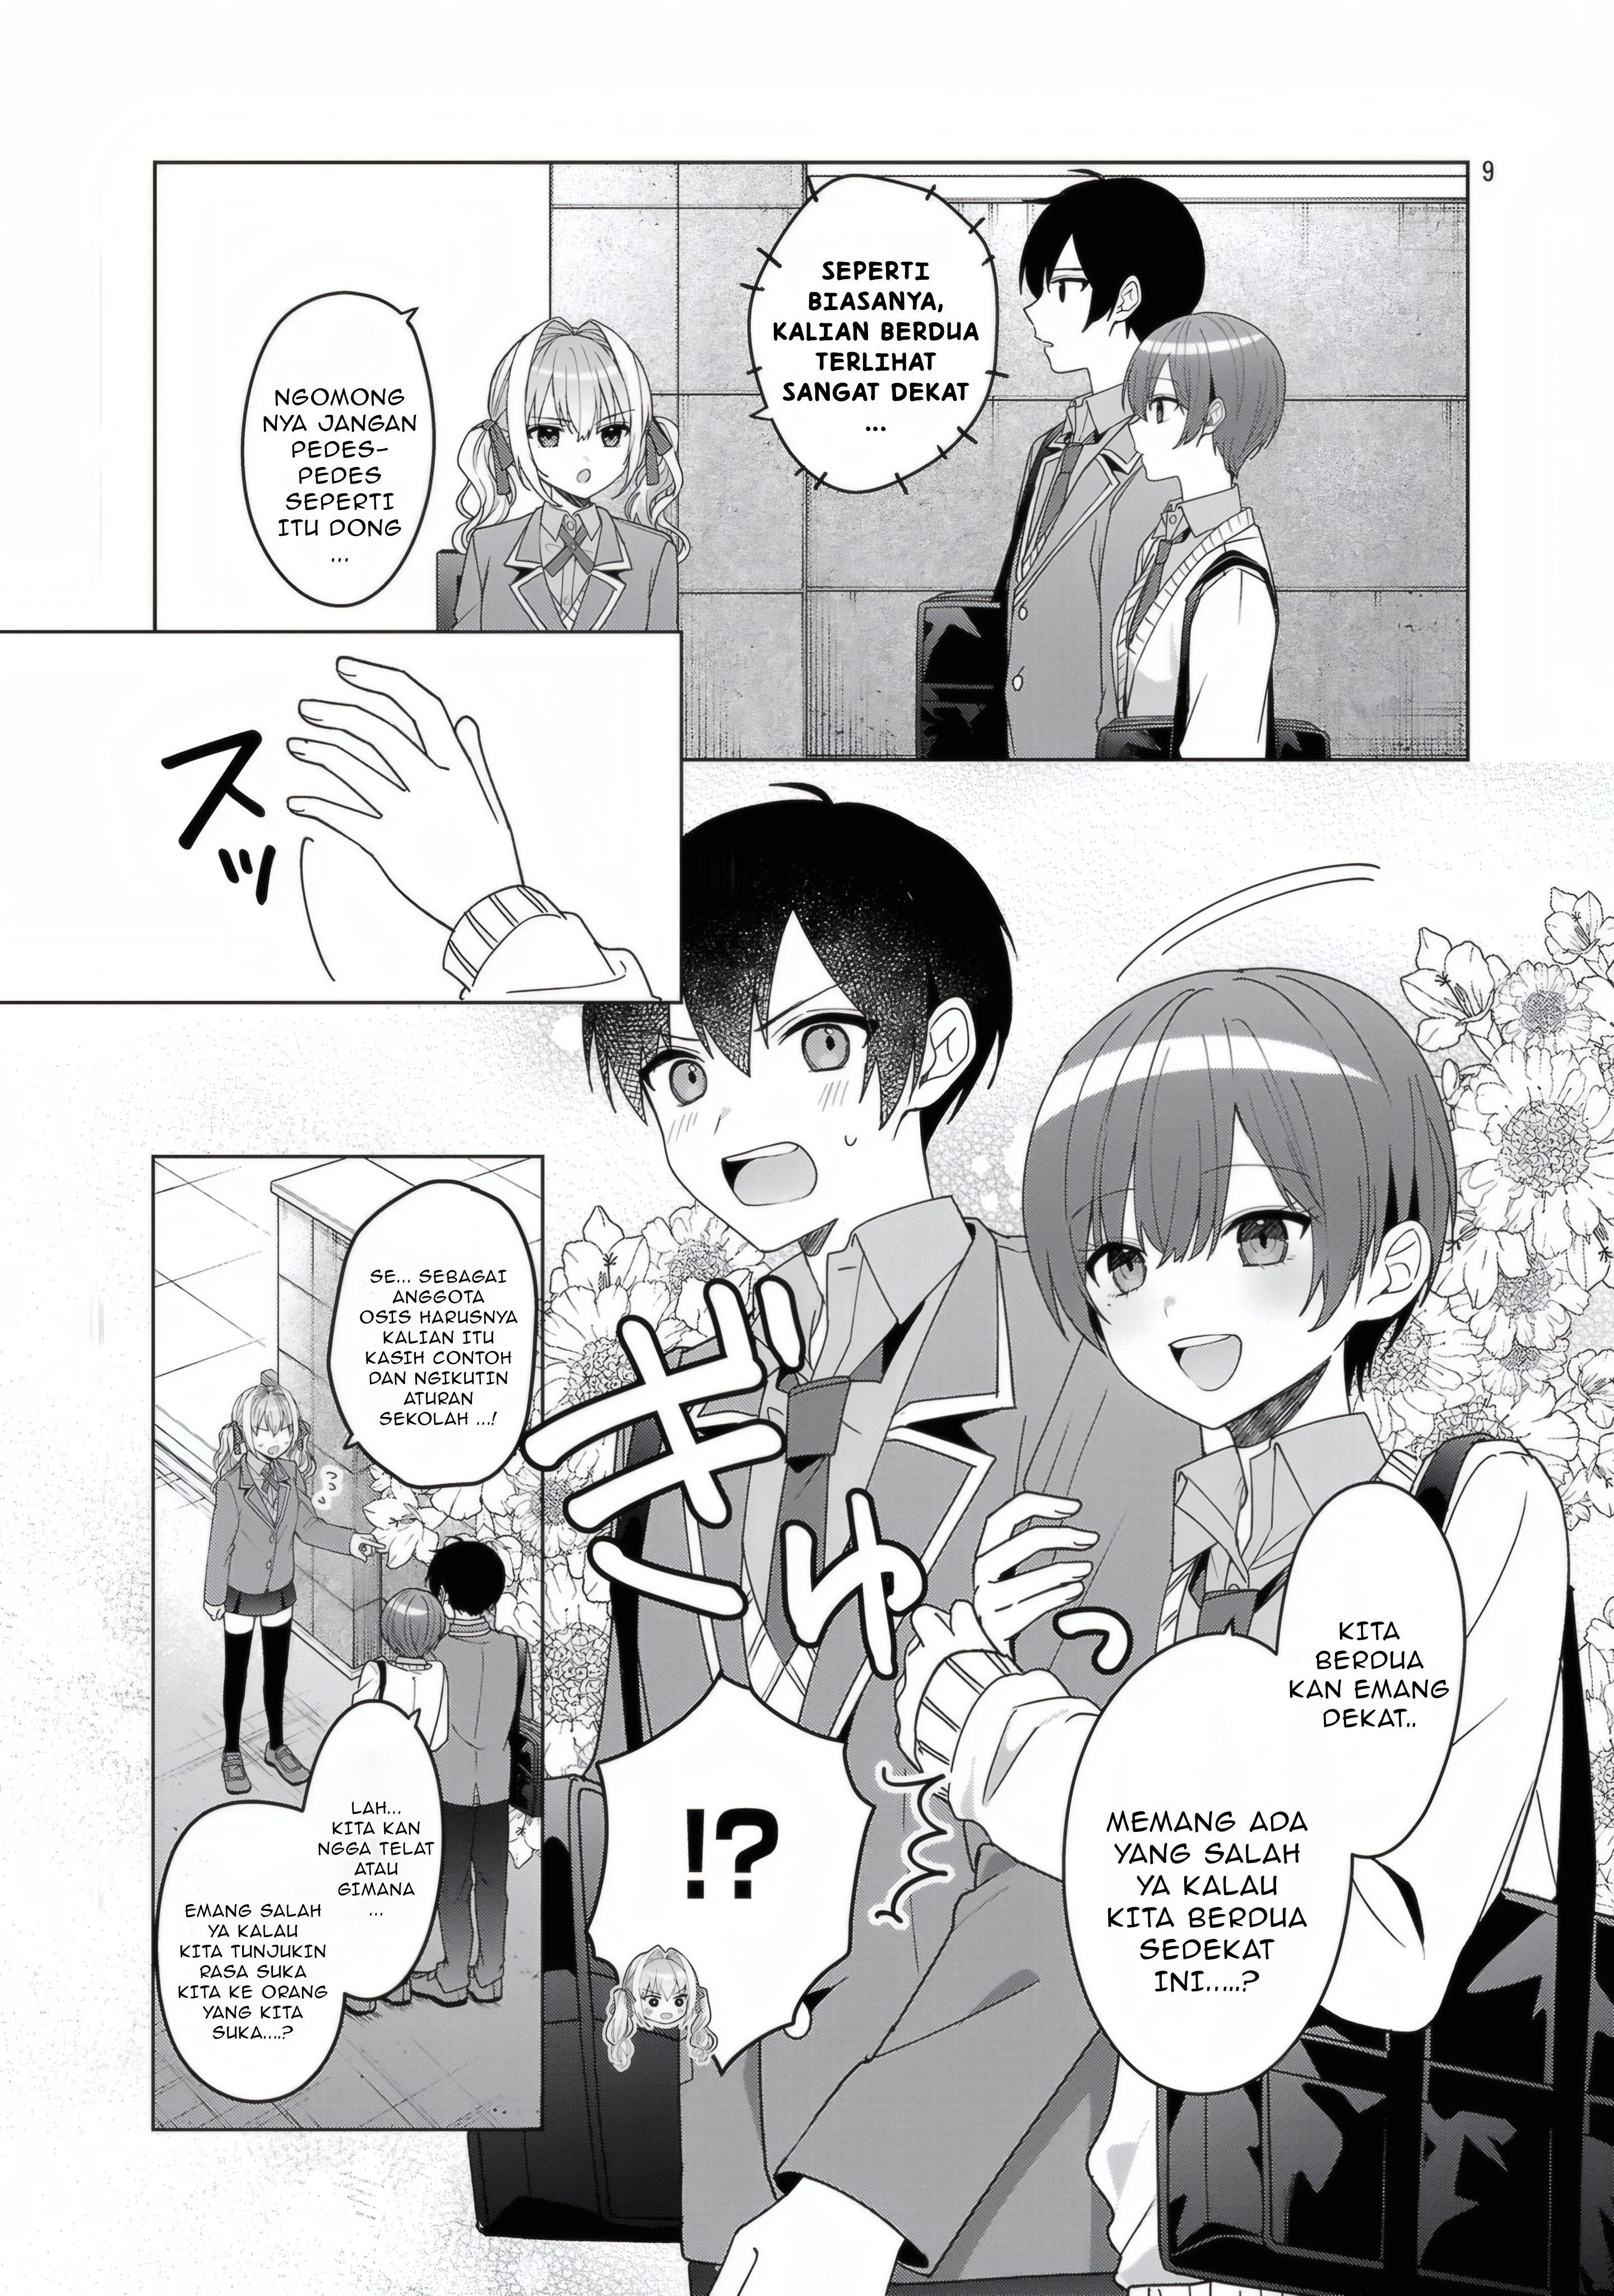 9
SEPERTI
BIASANYA,
KALIAN BERDUA
TERLIHAT
SANGAT DEKAT
...
NGOMONG
NYA JANGAN
PEDES-
PEDES
SEPERTI
ITU DONG
...
スッ
KITA
BERDUA
KAN EMANG
DEKAT..
MEMANG ADA
YANG SALAH
YA KALAU
KITA BERDUA
SEDEKAT
INI.....?
ぎゅっ
!?
SE... SEBAGAI
ANGGOTA
OSIS HARUSNYA
KALIAN ITU
KASIH CONTOH
DAN NGIKUTIN
ATURAN
SEKOLAH ...!
LAH...
KITA KAN
NGGA TELAT
ATAU
GIMANA
...
EMANG SALAH
YA KALAU
KITA TUNJUKIN
RASA SUKA
KITA KE ORANG
YANG KITA
SUKA....?